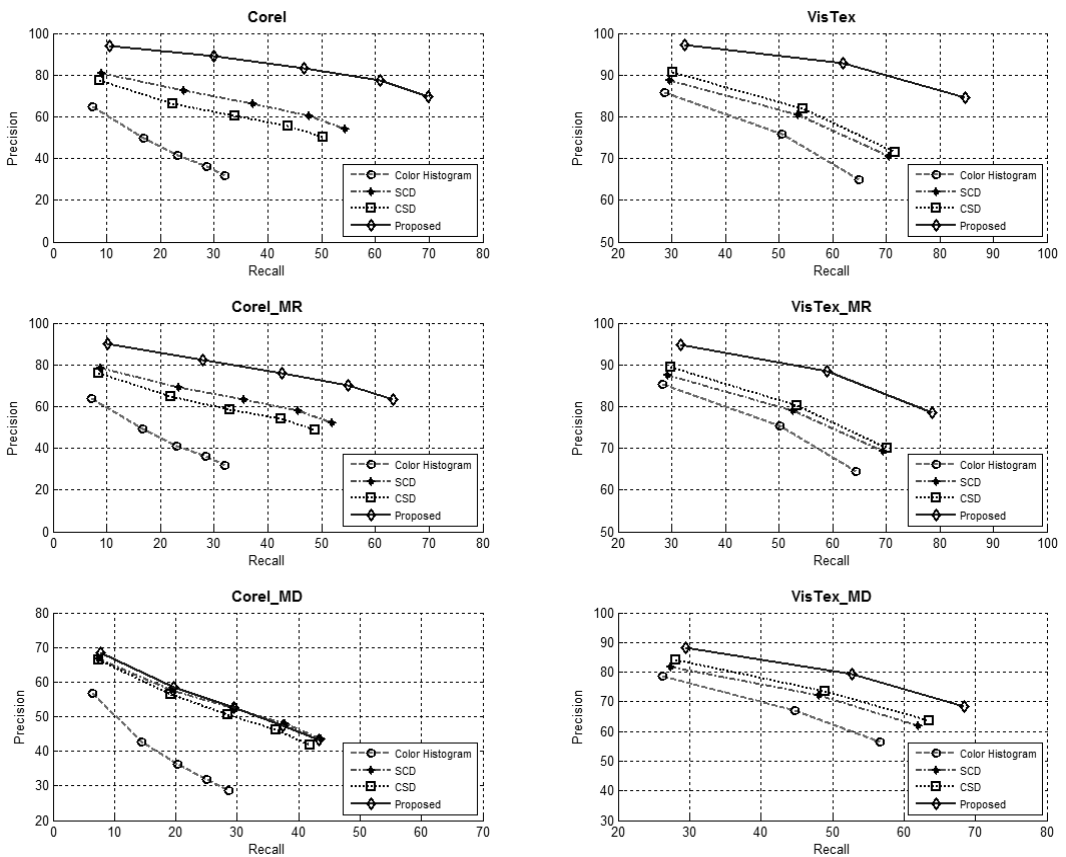 Corel
100
80
60
40
20
0
Precision
0 10 20 30 40 50 60 70 80
Recall
Color Histogram
SCD
CSD
Proposed
VisTex
100
90
80
70
60
50
Precision
20 30 40 50 60 70 80 90 100
Recall
Color Histogram
SCD
CSD
Proposed
Corel_MR
100
80
60
40
20
0
Precision
0 10 20 30 40 50 60 70 80
Recall
Color Histogram
SCD
CSD
Proposed
VisTex_MR
100
90
80
70
60
50
Precision
20 30 40 50 60 70 80 90 100
Recall
Color Histogram
SCD
CSD
Proposed
Corel_MD
80
70
60
50
40
30
20
Precision
0 10 20 30 40 50 60 70
Recall
Color Histogram
SCD
CSD
Proposed
VisTex_MD
100
90
80
70
60
50
40
30
Precision
20 30 40 50 60 70 80
Recall
Color Histogram
SCD
CSD
Proposed